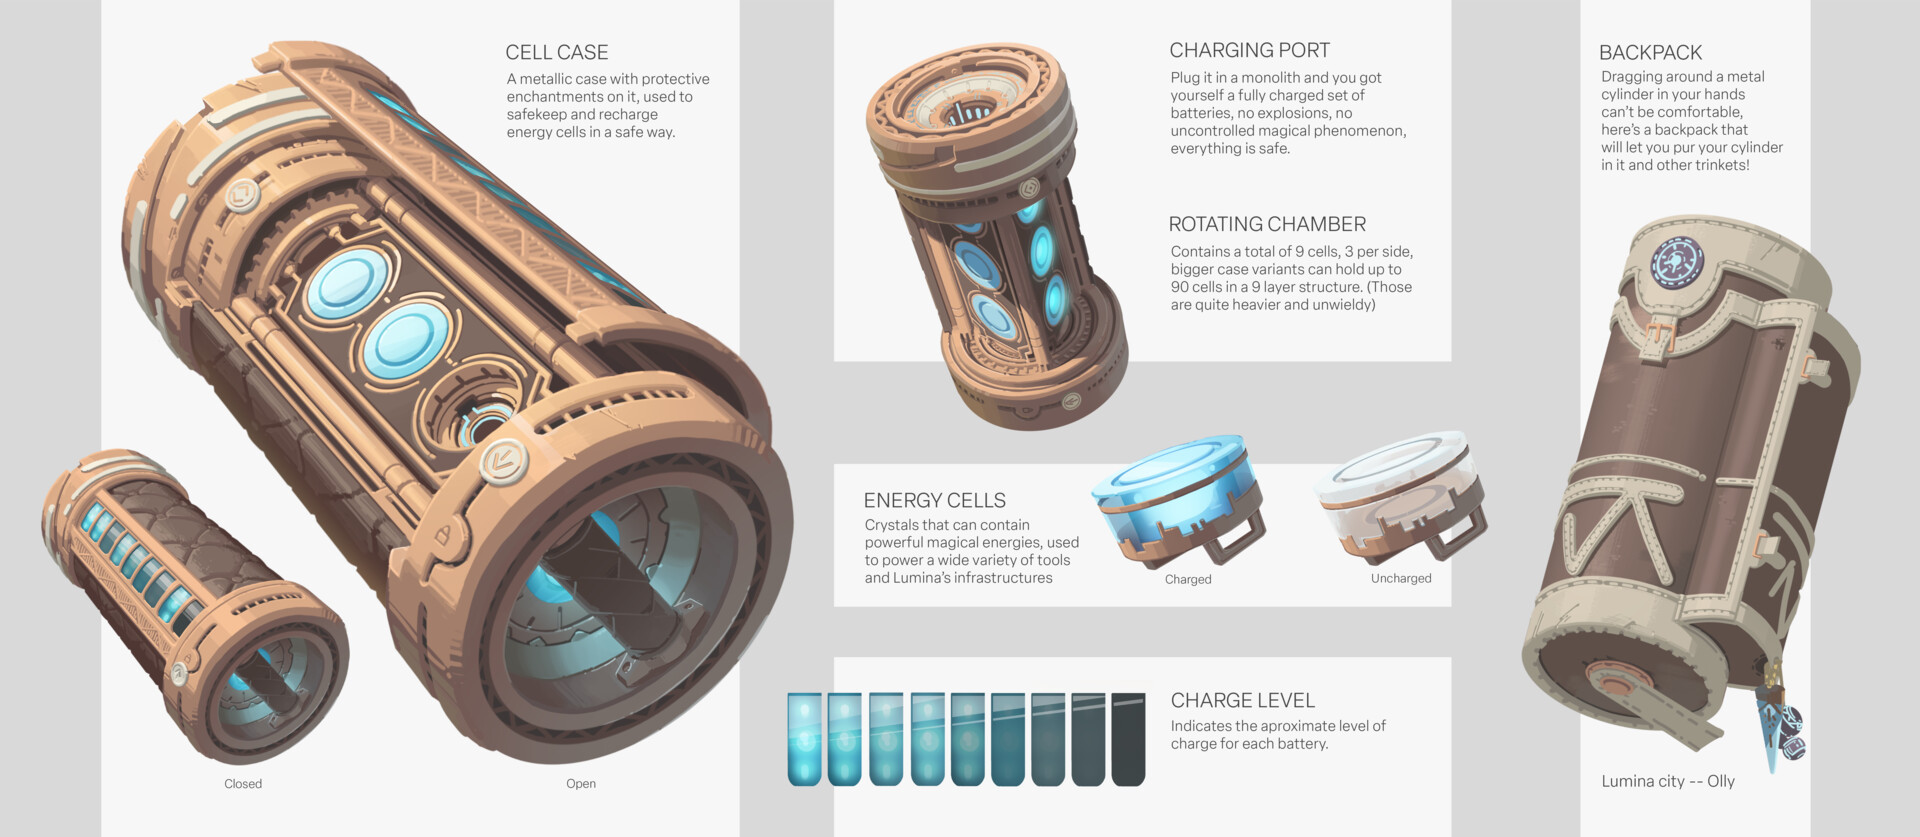 CELL CASE
A metallic case with protective
enchantments on it, used to
safekeep and recharge
energy cells in a safe way.
Closed
Open
CHARGING PORT
Plug it in a monolith and you got
yourself a fully charged set of
batteries, no explosions, no
uncontrolled magical phenomenon,
everything is safe.
ROTATING CHAMBER
Contains a total of 9 cells, 3 per side,
bigger case variants can hold up to
90 cells in a 9 layer structure. (Those
are quite heavier and unwieldy)
ENERGY CELLS
Crystals that can contain
powerful magical energies, used
to power a wide variety of tools
and Lumina's infrastructures
Charged
Uncharged
CHARGE LEVEL
Indicates the aproximate level of
charge for each battery.
BACKPACK
Dragging around a metal
cylinder in your hands
can't be comfortable,
here's a backpack that
will let you pur your cylinder
in it and other trinkets!
Lumina city -- Olly